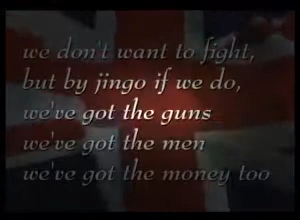 we don't want to fight,
but by jingo if we do,
we've got the guns
we've got the men
we've got the money too